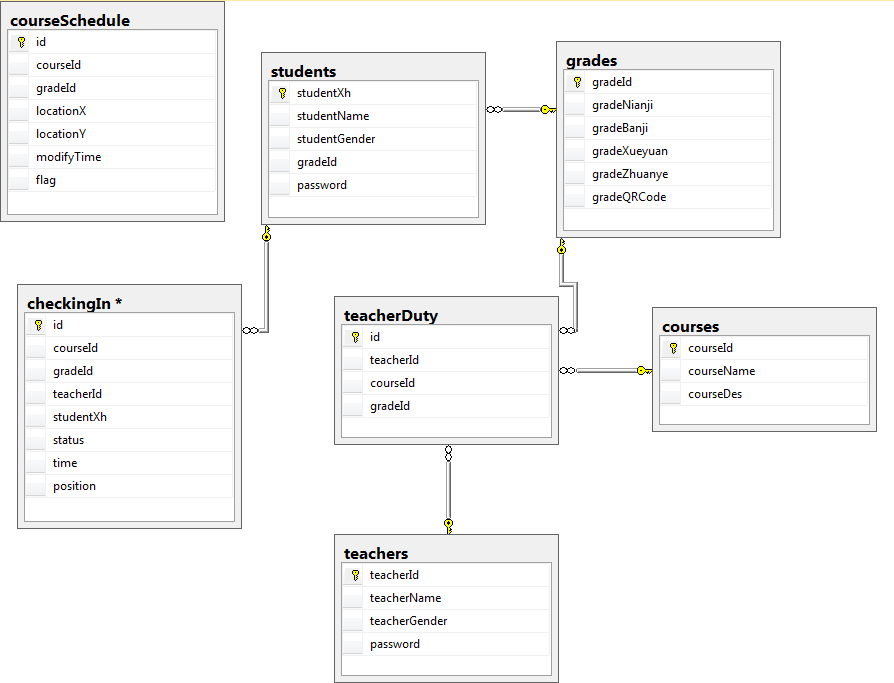 courseSchedule
id
courseId
gradeId
locationX
locationY
modifyTime
flag
students
studentXh
studentName
studentGender
gradeId
password
grades
gradeId
gradeNianji
gradeBanji
gradeXueyuan
gradeZhuanye
gradeQRCode
checkingIn *
id
courseId
gradeId
teacherId
studentXh
status
time
position
teacherDuty
id
teacherId
courseId
gradeId
courses
courseId
courseName
courseDes
teachers
teacherId
teacherName
teacherGender
password